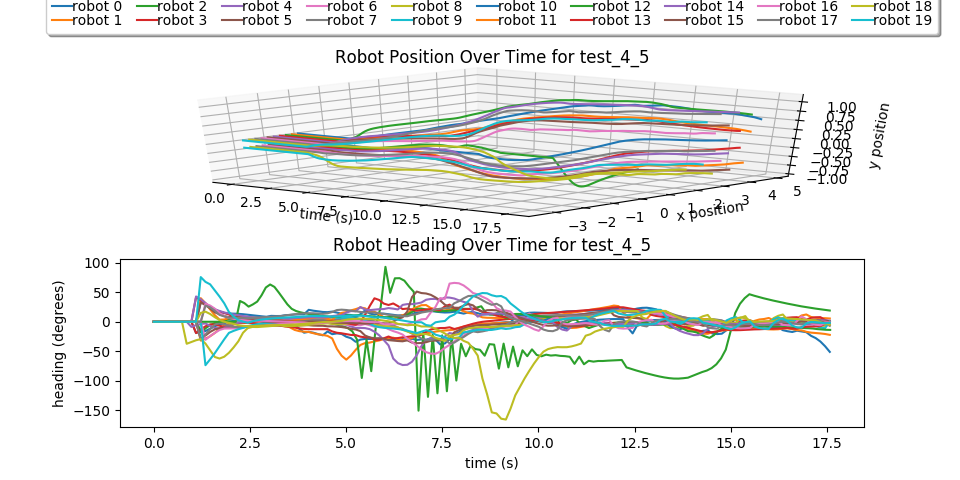 robot 0 robot 2 robot 4 robot 6 robot 8 robot 10 robot 12 robot 14 robot 16 robot 18
robot 1 robot 3 robot 5 robot 7 robot 9 robot 11 robot 13 robot 15 robot 17 robot 19
Robot Position Over Time for test_4_5
1.00
0.75
0.50
0.25
0.00
−0.25
−0.50
−0.75
−1.00
y position
0.0 2.5 5.0 7.5 10.0 12.5 15.0 17.5
time (s)
−3 −2 −1 0 1 2 3 4 5
x position
Robot Heading Over Time for test_4_5
100
50
0
−50
−100
−150
heading (degrees)
0.0 2.5 5.0 7.5 10.0 12.5 15.0 17.5
time (s)